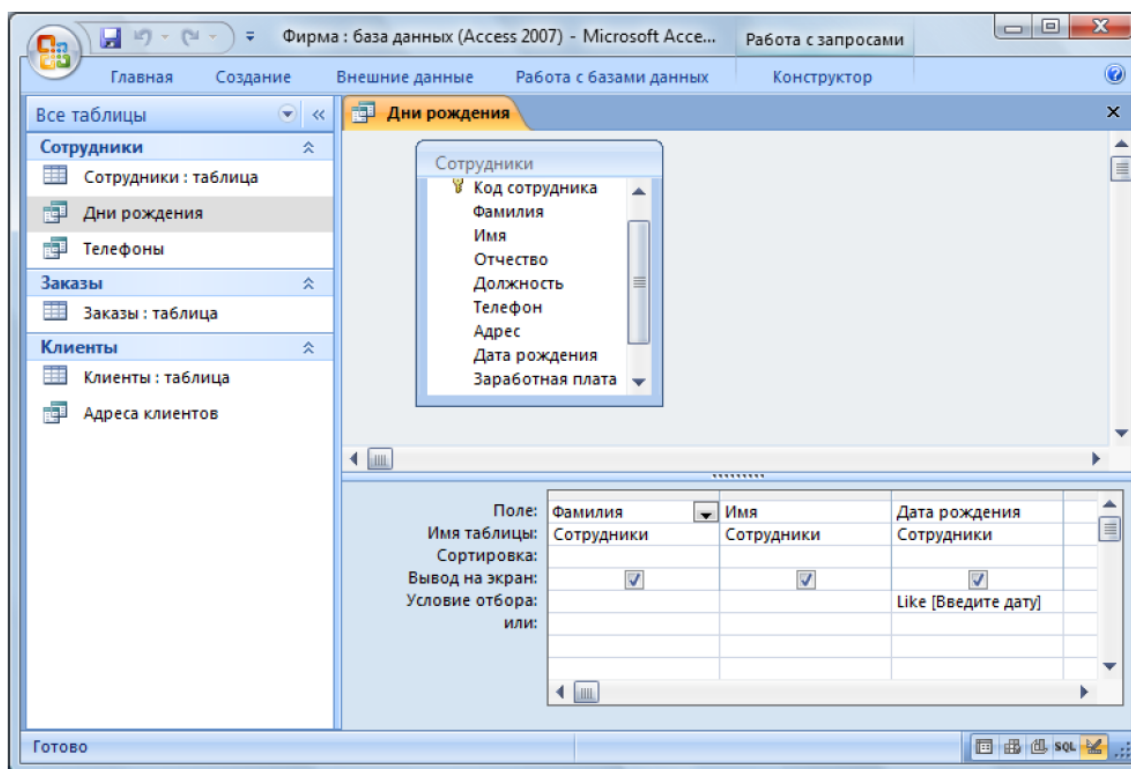 Фирма : база данных (Access 2007) - Microsoft Acce...
Работа с запросами
Главная Создание Внешние данные Работа с базами данных Конструктор
Все таблицы
Дни рождения
Сотрудники
Сотрудники : таблица
Дни рождения
Телефоны
Заказы
Заказы : таблица
Клиенты
Клиенты : таблица
Адреса клиентов
Сотрудники
Код сотрудника
Фамилия
Имя
Отчество
Должность
Телефон
Адрес
Дата рождения
Заработная плата
Поле: Фамилия Имя Дата рождения
Имя таблицы: Сотрудники Сотрудники Сотрудники
Сортировка:
Вывод на экран:
Условие отбора: Like [Введите дату]
или:
Готово
SQL